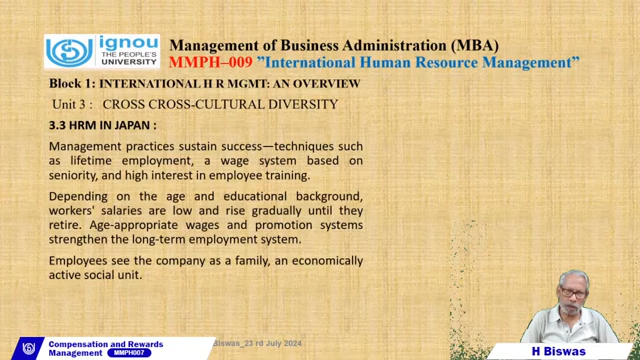 ignou
THE PEOPLE'S
UNIVERSITY
Management of Business Administration (MBA)
MMPH–009 ”International Human Resource Management”
Block 1: INTERNATIONAL H R MGMT: AN OVERVIEW
Unit 3 : CROSS CROSS-CULTURAL DIVERSITY
3.3 HRM IN JAPAN :
Management practices sustain success—techniques such
as lifetime employment, a wage system based on
seniority, and high interest in employee training.
Depending on the age and educational background,
workers' salaries are low and rise gradually until they
retire. Age-appropriate wages and promotion systems
strengthen the long-term employment system.
Employees see the company as a family, an economically
active social unit.
Biswas_23 rd July 2024
Compensation and Rewards
Management MMPH007
H Biswas